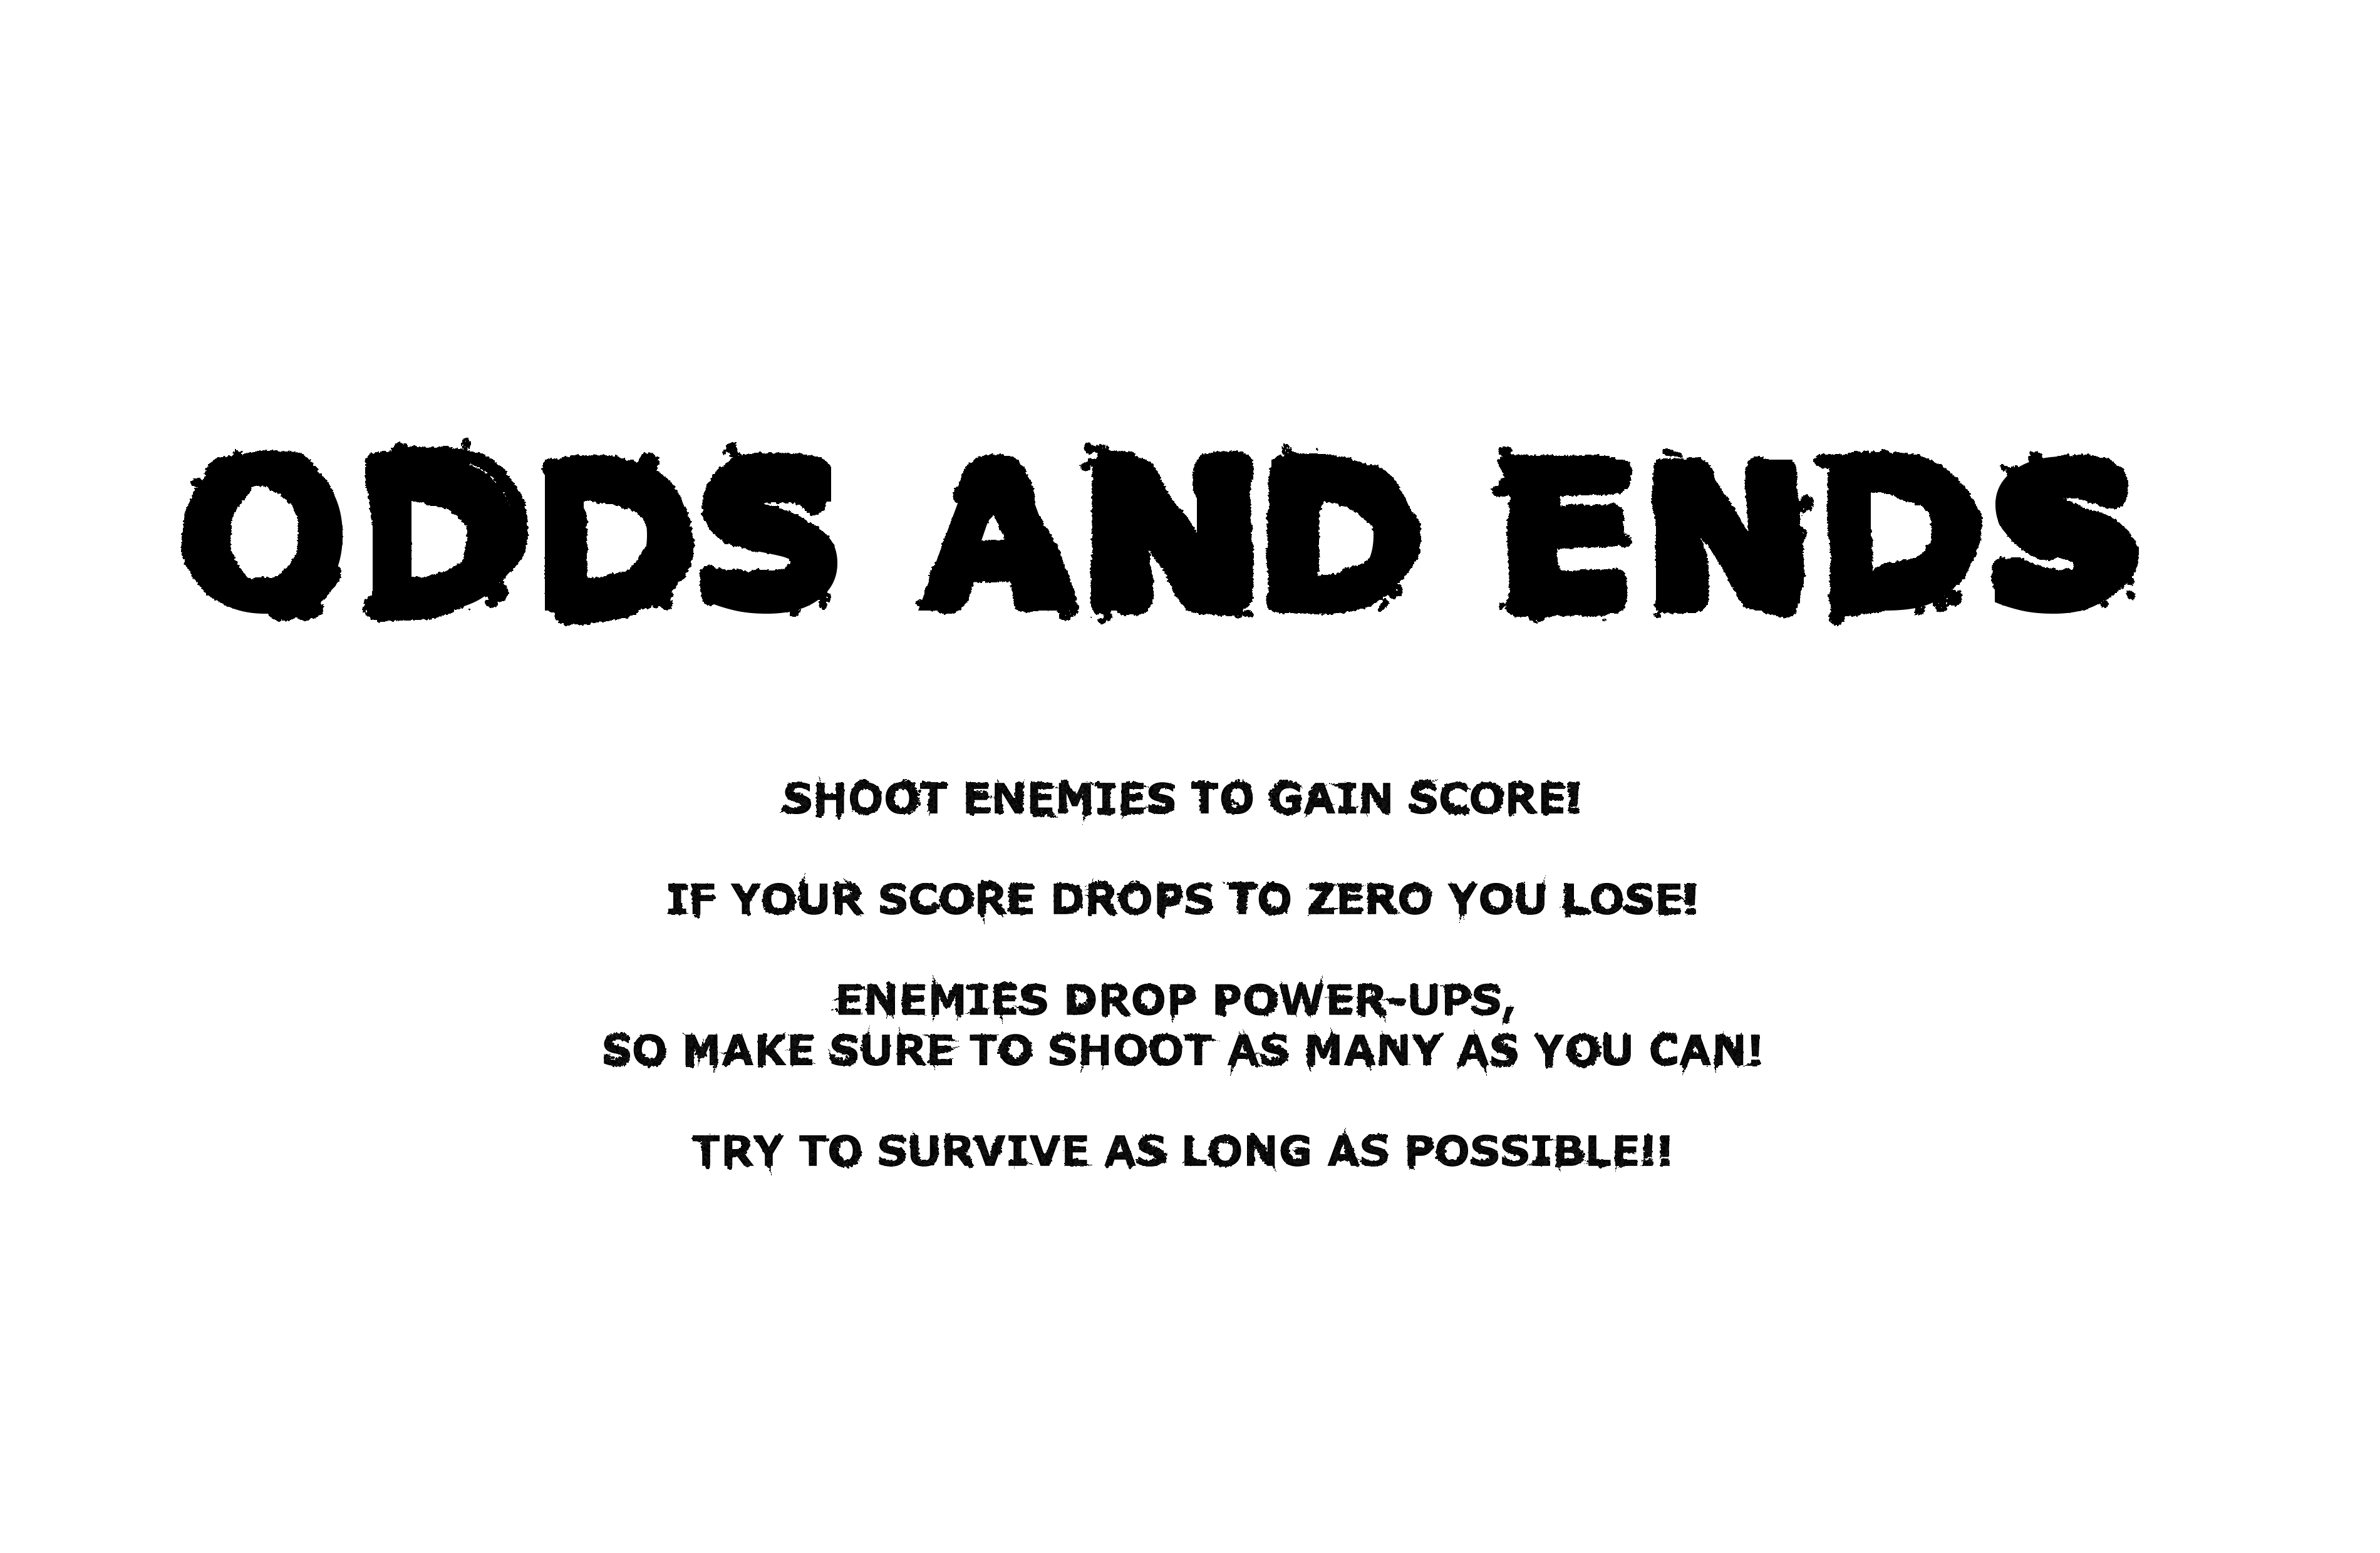 ODDS AND ENDS
SHOOT ENEMIES TO GAIN SCORE!
IF YOUR SCORE DROPS TO ZERO YOU LOSE!
ENEMIES DROP POWER-UPS,
SO MAKE SURE TO SHOOT AS MANY AS YOU CAN!
TRY TO SURVIVE AS LONG AS POSSIBLE!!